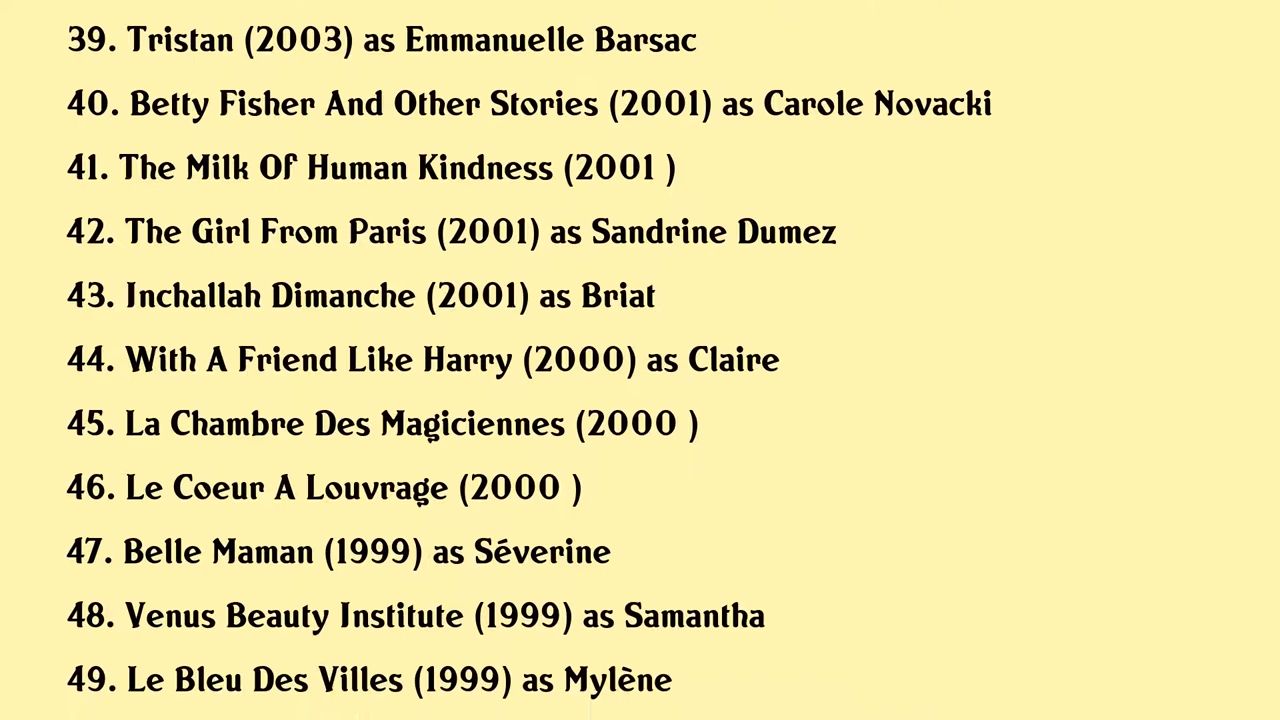 39. Tristan (2003) as Emmanuelle Barsac
40. Betty Fisher And Other Stories (2001) as Carole Novacki
41. The Milk Of Human Kindness (2001 )
42. The Girl From Paris (2001) as Sandrine Dumez
43. Inchallah Dimanche (2001) as Briat
44. With A Friend Like Harry (2000) as Claire
45. La Chambre Des Magiciennes (2000 )
46. Le Coeur A Louvrage (2000 )
47. Belle Maman (1999) as Séverine
48. Venus Beauty Institute (1999) as Samantha
49. Le Bleu Des Villes (1999) as Mylène